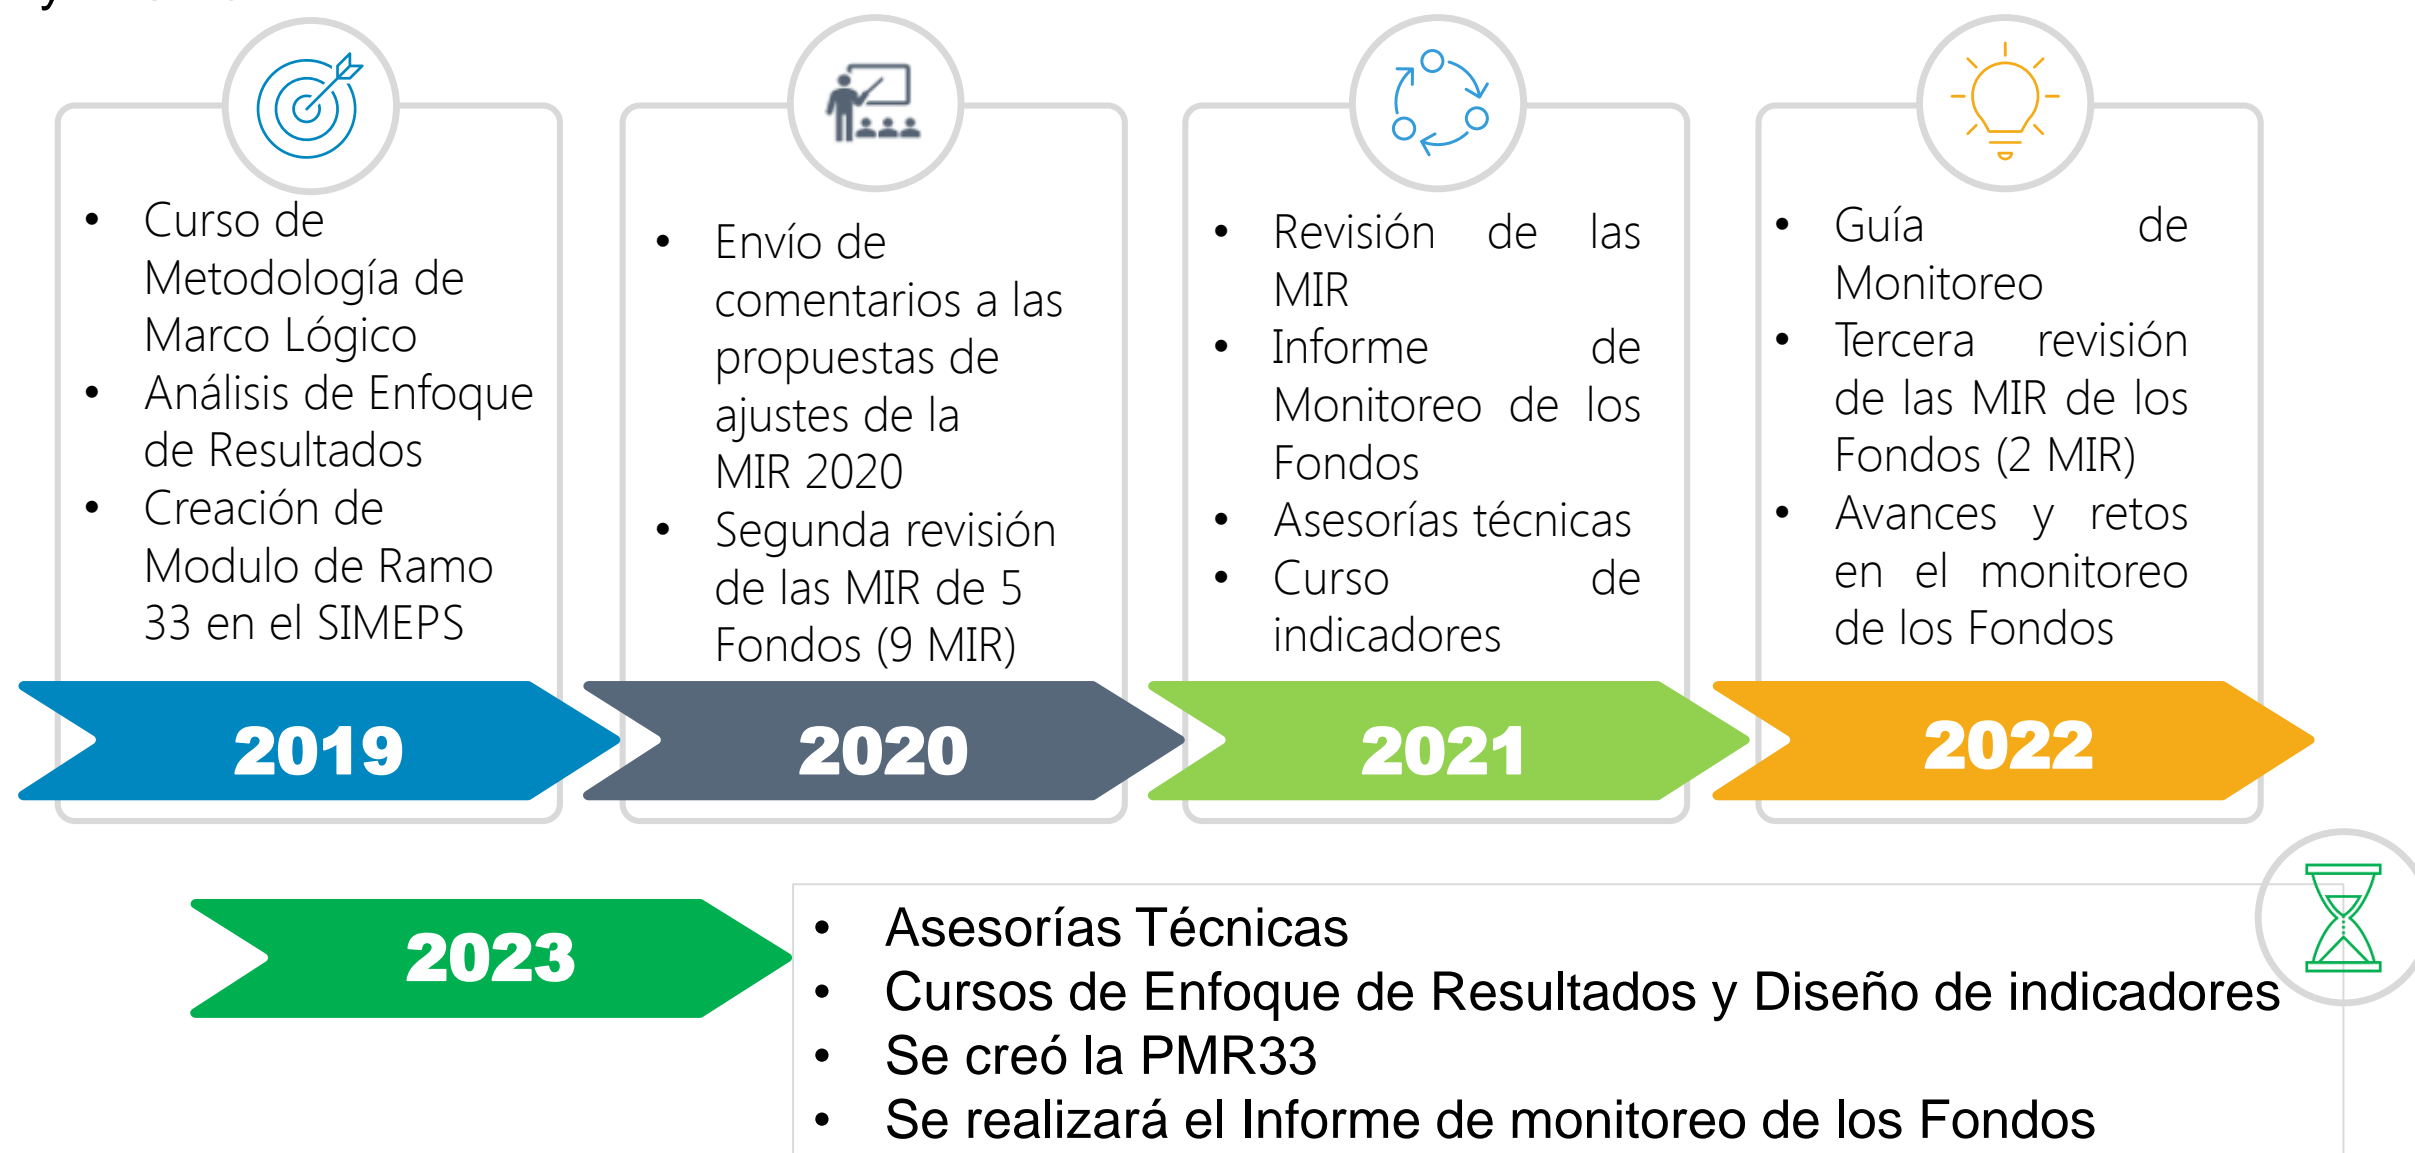 • Curso de
Metodología de
Marco Lógico
• Análisis de Enfoque
de Resultados
• Creación de
Modulo de Ramo
33 en el SIMEPS
2019
• Envío de
comentarios a las
propuestas de
ajustes de la
MIR 2020
• Segunda revisión
de las MIR de 5
Fondos (9 MIR)
2020
• Revisión de las
MIR
• Informe de
Monitoreo de los
Fondos
• Asesorías técnicas
• Curso de
indicadores
2021
• Guía de
Monitoreo
• Tercera revisión
de las MIR de los
Fondos (2 MIR)
• Avances y retos
en el monitoreo
de los Fondos
2022
2023
• Asesorías Técnicas
• Cursos de Enfoque de Resultados y Diseño de indicadores
• Se creó la PMR33
• Se realizará el Informe de monitoreo de los Fondos